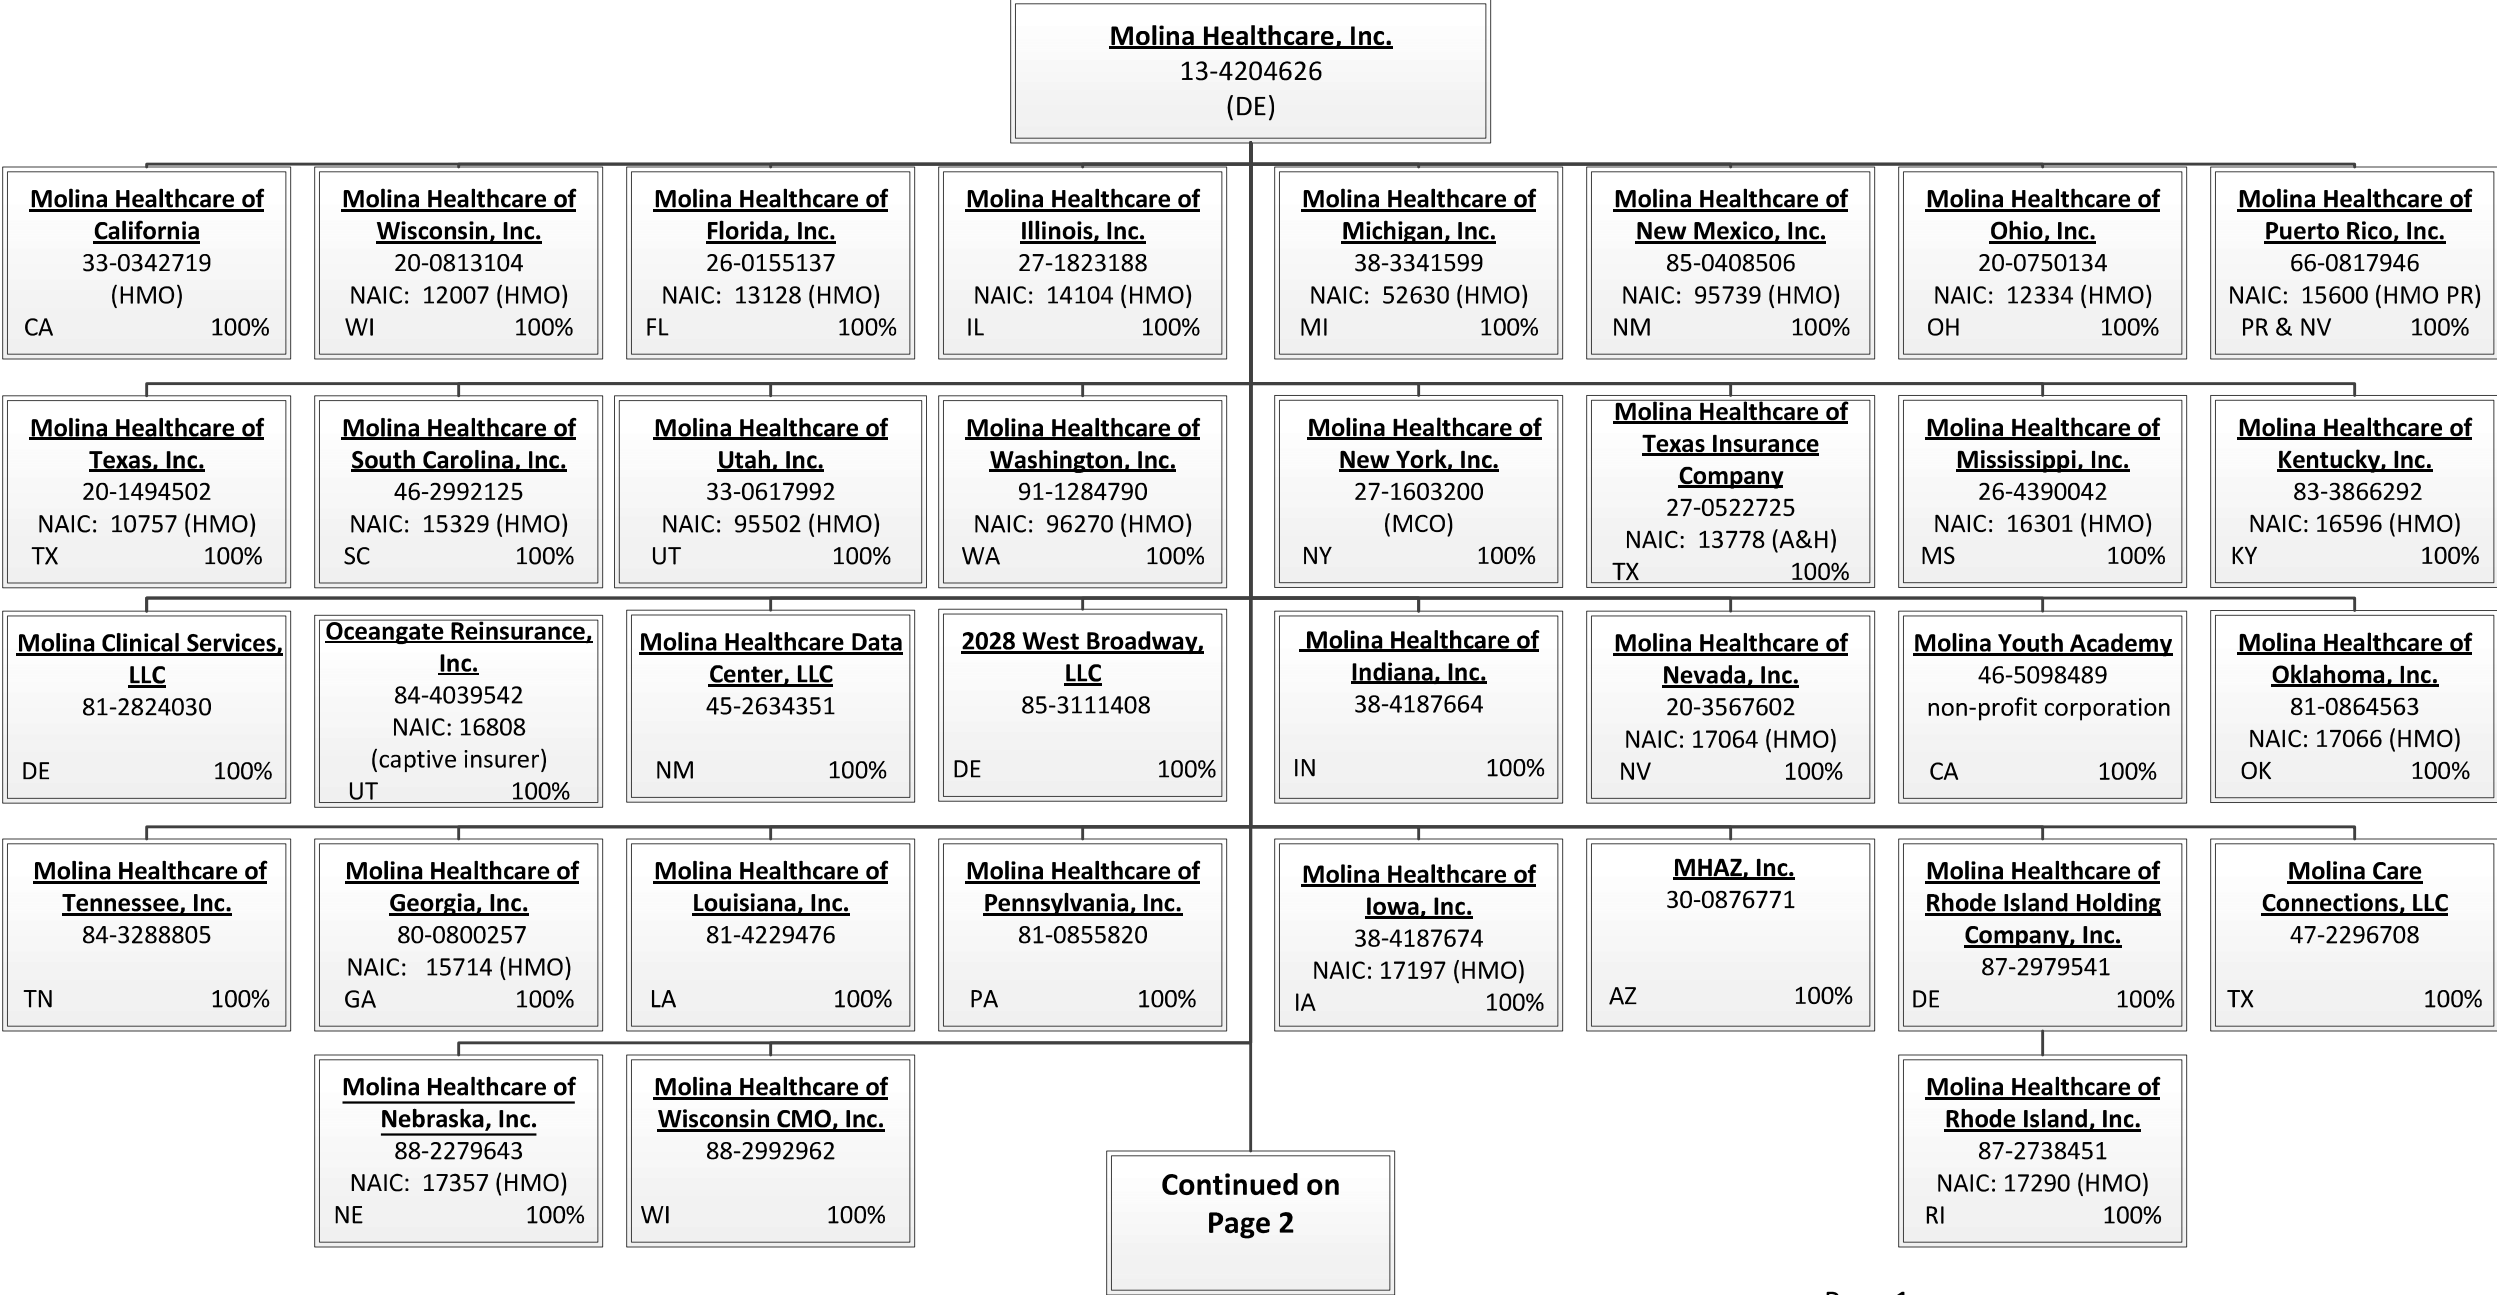 Molina Healthcare, Inc.
13-4204626
(DE)
Molina Healthcare of
California
33-0342719
(HMO)
CA 100%
Molina Healthcare of
Wisconsin, Inc.
20-0813104
NAIC: 12007 (HMO)
WI 100%
Molina Healthcare of
Florida, Inc.
26-0155137
NAIC: 13128 (HMO)
FL 100%
Molina Healthcare of
Illinois, Inc.
27-1823188
NAIC: 14104 (HMO)
IL 100%
Molina Healthcare of
Michigan, Inc.
38-3341599
NAIC: 52630 (HMO)
MI 100%
Molina Healthcare of
New Mexico, Inc.
85-0408506
NAIC: 95739 (HMO)
NM 100%
Molina Healthcare of
Ohio, Inc.
20-0750134
NAIC: 12334 (HMO)
OH 100%
Molina Healthcare of
Puerto Rico, Inc.
66-0817946
NAIC: 15600 (HMO PR)
PR & NV 100%
Molina Healthcare of
Texas, Inc.
20-1494502
NAIC: 10757 (HMO)
TX 100%
Molina Healthcare of
South Carolina, Inc.
46-2992125
NAIC: 15329 (HMO)
SC 100%
Molina Healthcare of
Utah, Inc.
33-0617992
NAIC: 95502 (HMO)
UT 100%
Molina Healthcare of
Washington, Inc.
91-1284790
NAIC: 96270 (HMO)
WA 100%
Molina Healthcare of
New York, Inc.
27-1603200
(MCO)
NY 100%
Molina Healthcare of
Texas Insurance
Company
27-0522725
NAIC: 13778 (A&H)
TX 100%
Molina Healthcare of
Mississippi, Inc.
26-4390042
NAIC: 16301 (HMO)
MS 100%
Molina Healthcare of
Kentucky, Inc.
83-3866292
NAIC: 16596 (HMO)
KY 100%
Molina Clinical Services,
LLC
81-2824030
DE 100%
Oceangate Reinsurance,
Inc.
84-4039542
NAIC: 16808
(captive insurer)
UT 100%
Molina Healthcare Data
Center, LLC
45-2634351
NM 100%
2028 West Broadway,
LLC
85-3111408
DE 100%
Molina Healthcare of
Indiana, Inc.
38-4187664
IN 100%
Molina Healthcare of
Nevada, Inc.
20-3567602
NAIC: 17064 (HMO)
NV 100%
Molina Youth Academy
46-5098489
non-profit corporation
CA 100%
Molina Healthcare of
Oklahoma, Inc.
81-0864563
NAIC: 17066 (HMO)
OK 100%
Molina Healthcare of
Tennessee, Inc.
84-3288805
TN 100%
Molina Healthcare of
Georgia, Inc.
80-0800257
NAIC: 15714 (HMO)
GA 100%
Molina Healthcare of
Louisiana, Inc.
81-4229476
LA 100%
Molina Healthcare of
Pennsylvania, Inc.
81-0855820
PA 100%
Molina Healthcare of
Iowa, Inc.
38-4187674
NAIC: 17197 (HMO)
IA 100%
MHAZ, Inc.
30-0876771
AZ 100%
Molina Healthcare of
Rhode Island Holding
Company, Inc.
87-2979541
DE 100%
Molina Care
Connections, LLC
47-2296708
TX 100%
Molina Healthcare of
Nebraska, Inc.
88-2279643
NAIC: 17357 (HMO)
NE 100%
Molina Healthcare of
Wisconsin CMO, Inc.
88-2992962
WI 100%
Continued on
Page 2
Molina Healthcare of
Rhode Island, Inc.
87-2738451
NAIC: 17290 (HMO)
RI 100%